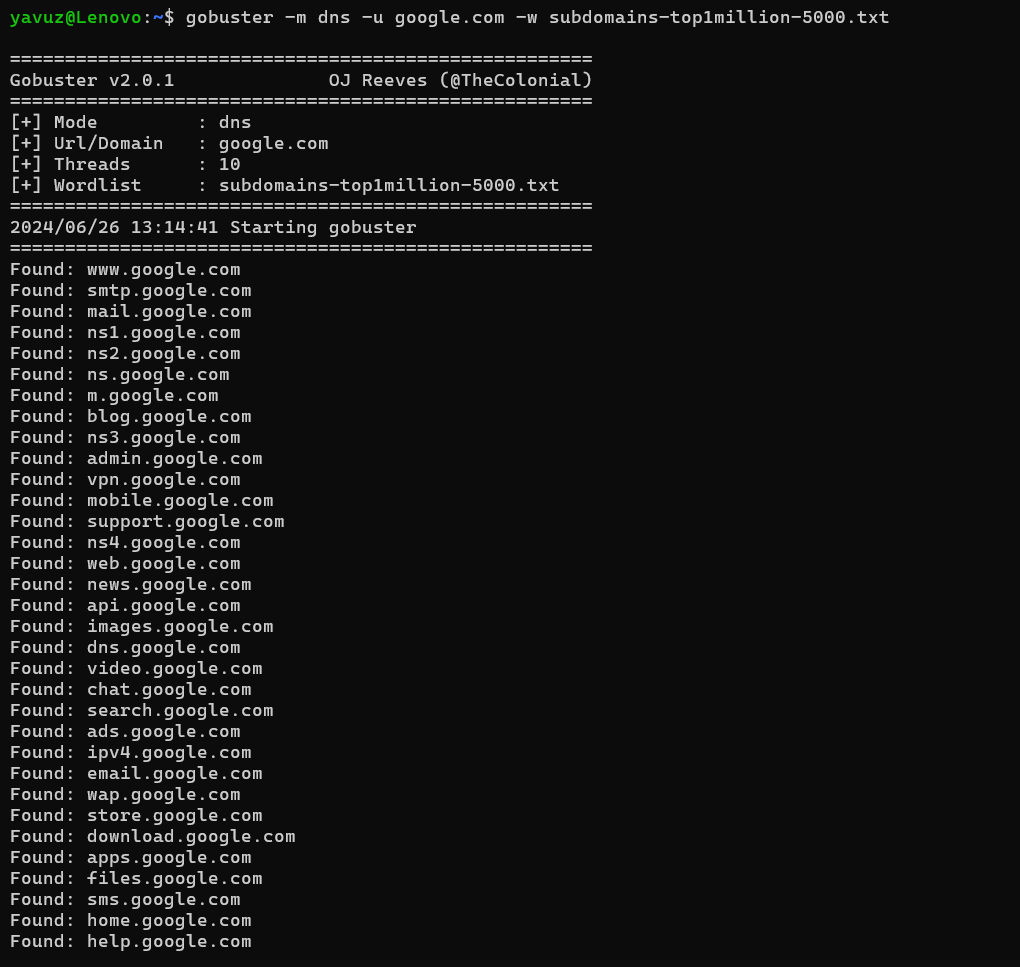 yavuz@Lenovo:~$ gobuster -m dns -u google.com -w subdomains-top1million-5000.txt
=====================================================
Gobuster v2.0.1              OJ Reeves (@TheColonial)
=====================================================
[+] Mode         : dns
[+] Url/Domain   : google.com
[+] Threads      : 10
[+] Wordlist     : subdomains-top1million-5000.txt
=====================================================
2024/06/26 13:14:41 Starting gobuster
=====================================================
Found: www.google.com
Found: smtp.google.com
Found: mail.google.com
Found: ns1.google.com
Found: ns2.google.com
Found: ns.google.com
Found: m.google.com
Found: blog.google.com
Found: ns3.google.com
Found: admin.google.com
Found: vpn.google.com
Found: mobile.google.com
Found: support.google.com
Found: ns4.google.com
Found: web.google.com
Found: news.google.com
Found: api.google.com
Found: images.google.com
Found: dns.google.com
Found: video.google.com
Found: chat.google.com
Found: search.google.com
Found: ads.google.com
Found: ipv4.google.com
Found: email.google.com
Found: wap.google.com
Found: store.google.com
Found: download.google.com
Found: apps.google.com
Found: files.google.com
Found: sms.google.com
Found: home.google.com
Found: help.google.com